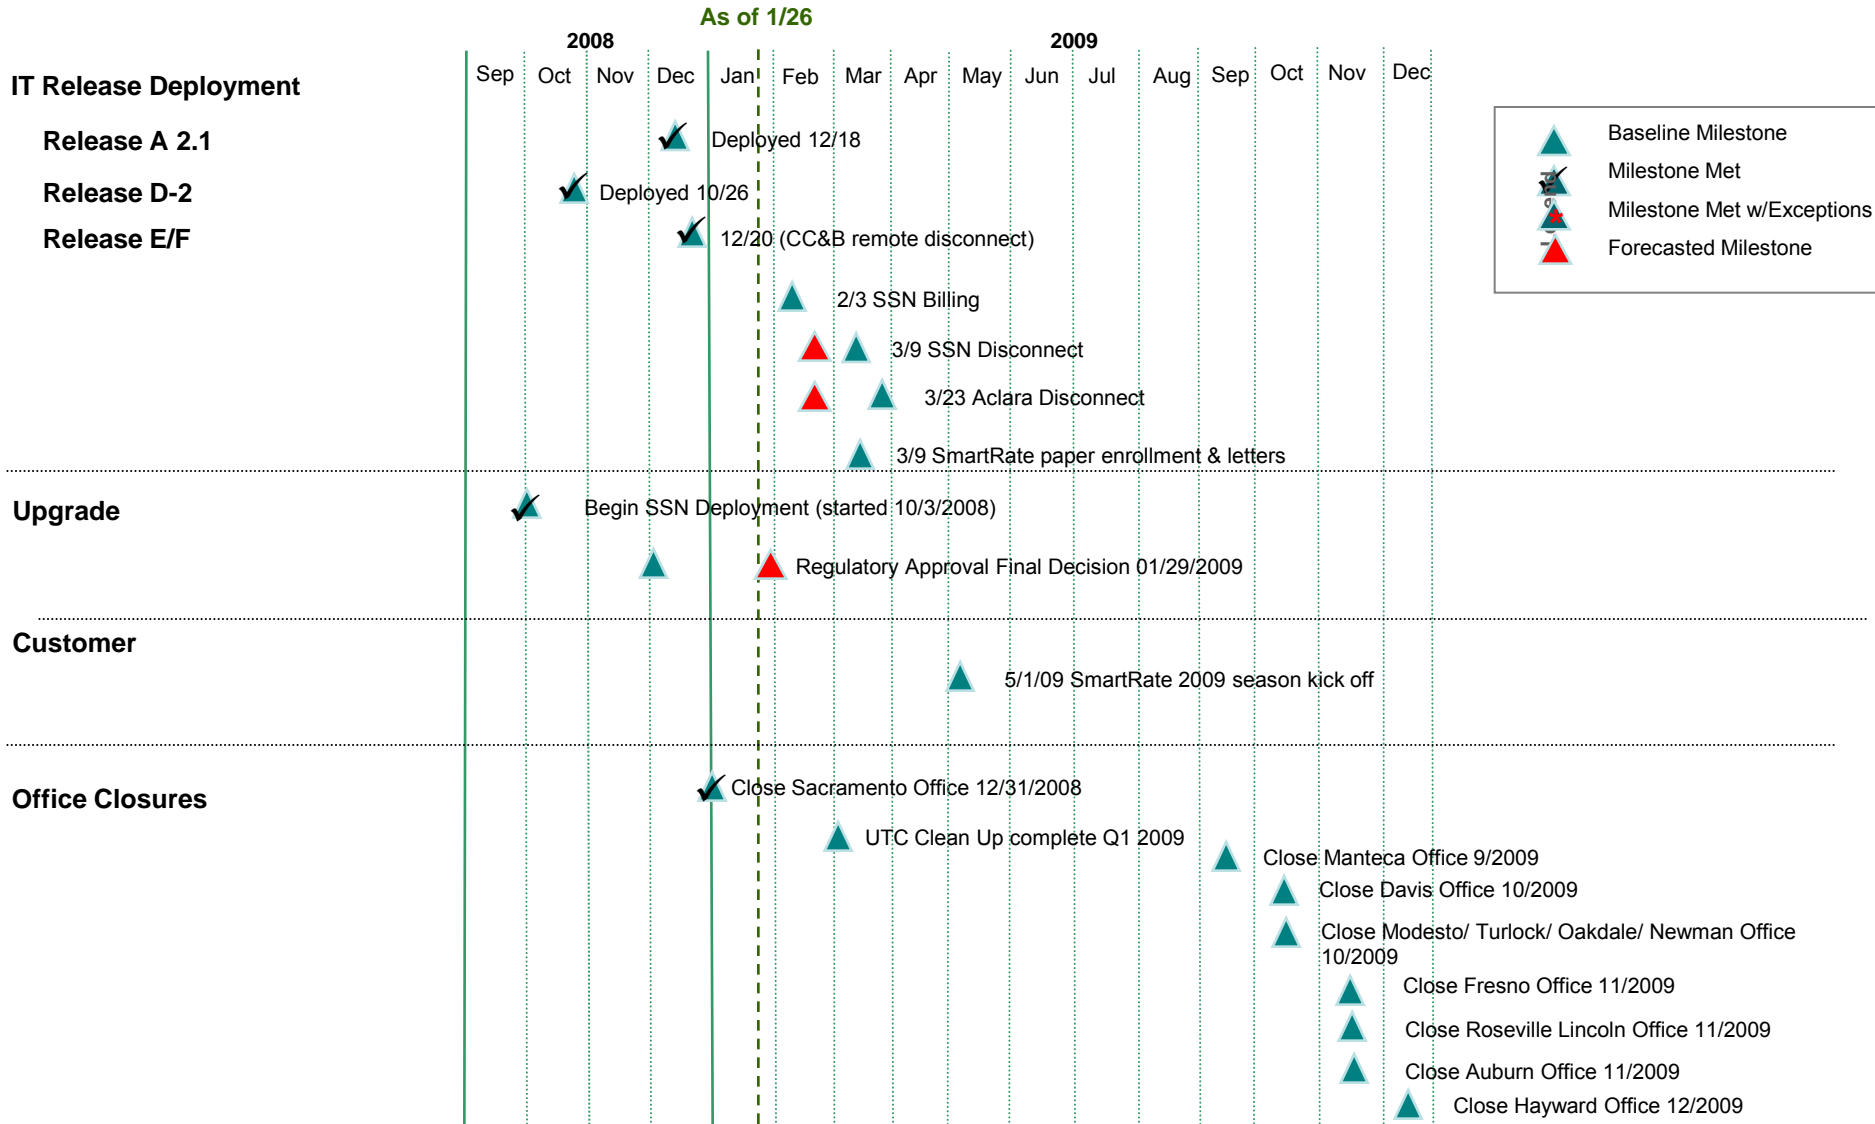 As of 1/26
2008
2009
Sep Oct Nov Dec Jan Feb Mar Apr May Jun Jul Aug Sep Oct Nov Dec
IT Release Deployment
Baseline Milestone
Release A 2.1
Deployed 12/18
Milestone Met
Release D-2
Deployed 10/26
Milestone Met w/Exceptions
Release E/F
12/20 (CC&B remote disconnect)
Forecasted Milestone
2/3 SSN Billing
3/9 SSN Disconnect
3/23 Aclara Disconnect
3/9 SmartRate paper enrollment & letters
Upgrade
Begin SSN Deployment (started 10/3/2008)
Regulatory Approval Final Decision 01/29/2009
Customer
5/1/09 SmartRate 2009 season kick off
Office Closures
Close Sacramento Office 12/31/2008
UTC Clean Up complete Q1 2009
Close Manteca Office 9/2009
Close Davis Office 10/2009
Close Modesto/ Turlock/ Oakdale/ Newman Office
10/2009
Close Fresno Office 11/2009
Close Roseville Lincoln Office 11/2009
Close Auburn Office 11/2009
Close Hayward Office 12/2009